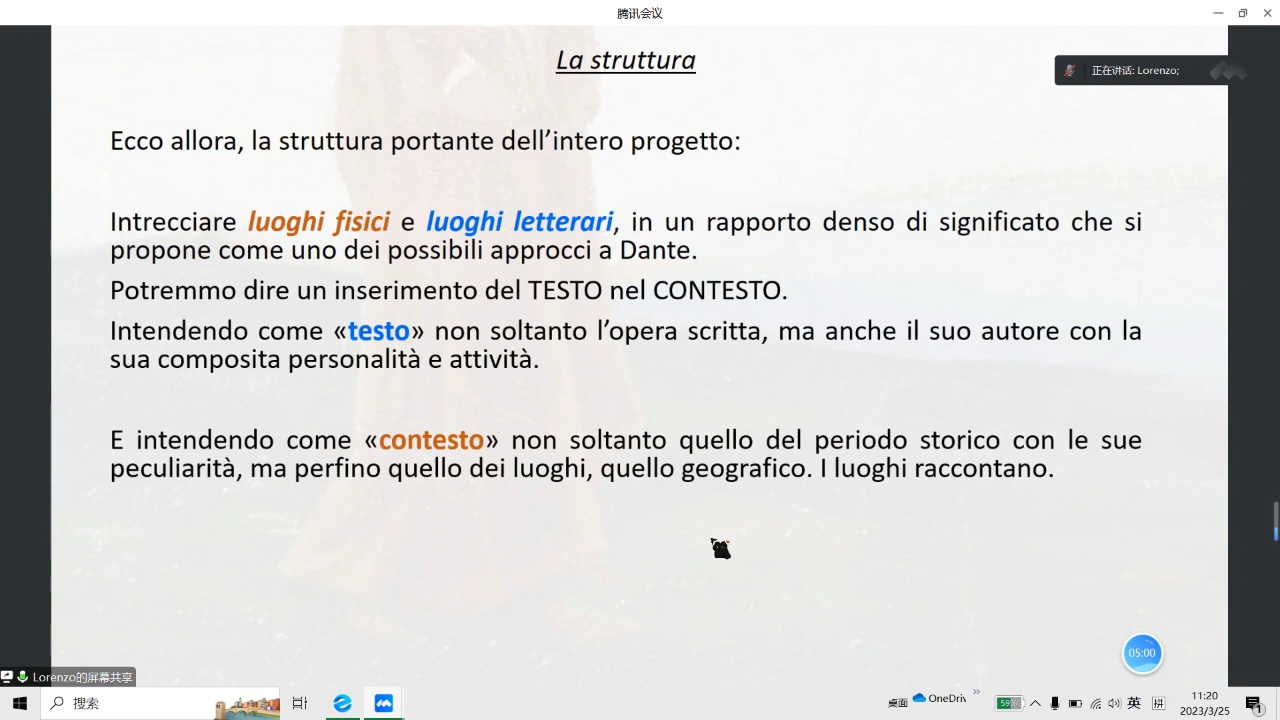 腾讯会议
La struttura
正在讲话: Lorenzo;
Ecco allora, la struttura portante dell’intero progetto:
Intrecciare luoghi fisici e luoghi letterari, in un rapporto denso di significato che si
propone come uno dei possibili approcci a Dante.
Potremmo dire un inserimento del TESTO nel CONTESTO.
Intendendo come «testo» non soltanto l’opera scritta, ma anche il suo autore con la
sua composita personalità e attività.
E intendendo come «contesto» non soltanto quello del periodo storico con le sue
peculiarità, ma perfino quello dei luoghi, quello geografico. I luoghi raccontano.
05:00
Lorenzo的屏幕共享
搜索
桌面 OneDriv
59%
英 拼
11:20
2023/3/25
1